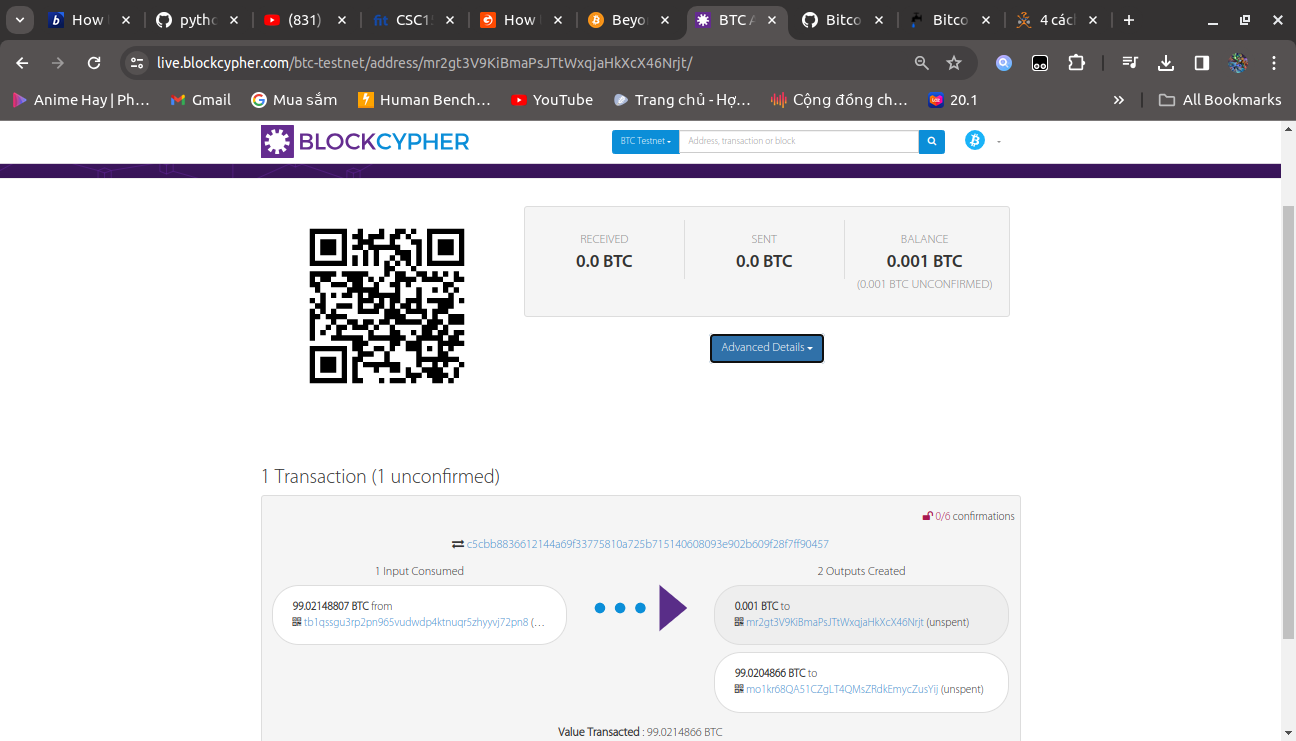 How
pytho
(831)
fit CSC15
How
Beyo
BTC A
Bitco
Bitco
4 các
live.blockcypher.com/btc-testnet/address/mr2gt3V9KiBmaPsJTtWxqjaHkXcX46Nrjt/
Anime Hay | Ph... Gmail Mua sắm Human Bench... YouTube Trang chủ - Họ... Cộng đồng ch... 20.1 » All Bookmarks
BLOCKCYPHER
BTC Testnet
Address, transaction or block
RECEIVED
0.0 BTC
SENT
0.0 BTC
BALANCE
0.001 BTC
(0.001 BTC UNCONFIRMED)
Advanced Details
1 Transaction (1 unconfirmed)
0/6 confirmations
c5cbb8836612144a69f33775810a725b715140608093e902b609f28f7ff90457
1 Input Consumed
99.02148807 BTC from
tb1qssgu3rp2pn965vudwdp4ktnuqr5zhyyvj72pn8 (...
2 Outputs Created
0.001 BTC to
mr2gt3V9KiBmaPsJTtWxqjaHkXcX46Nrjt (unspent)
99.0204866 BTC to
mo1kr68QA51CZgLT4QMsZRdkEmycZusYij (unspent)
Value Transacted : 99.0214866 BTC